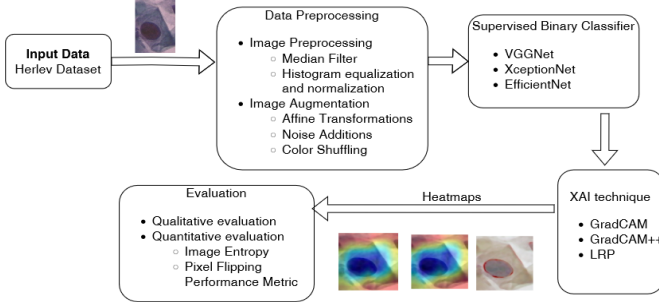 Input Data
Herlev Dataset
Data Preprocessing
• Image Preprocessing
○ Median Filter
○ Histogram equalization
and normalization
• Image Augmentation
○ Affine Transformations
○ Noise Additions
○ Color Shuffling
Supervised Binary Classifier
• VGGNet
• XceptionNet
• EfficientNet
XAI technique
• GradCAM
• GradCAM++
• LRP
Heatmaps
Evaluation
• Qualitative evaluation
• Quantitative evaluation
○ Image Entropy
○ Pixel Flipping
Performance Metric